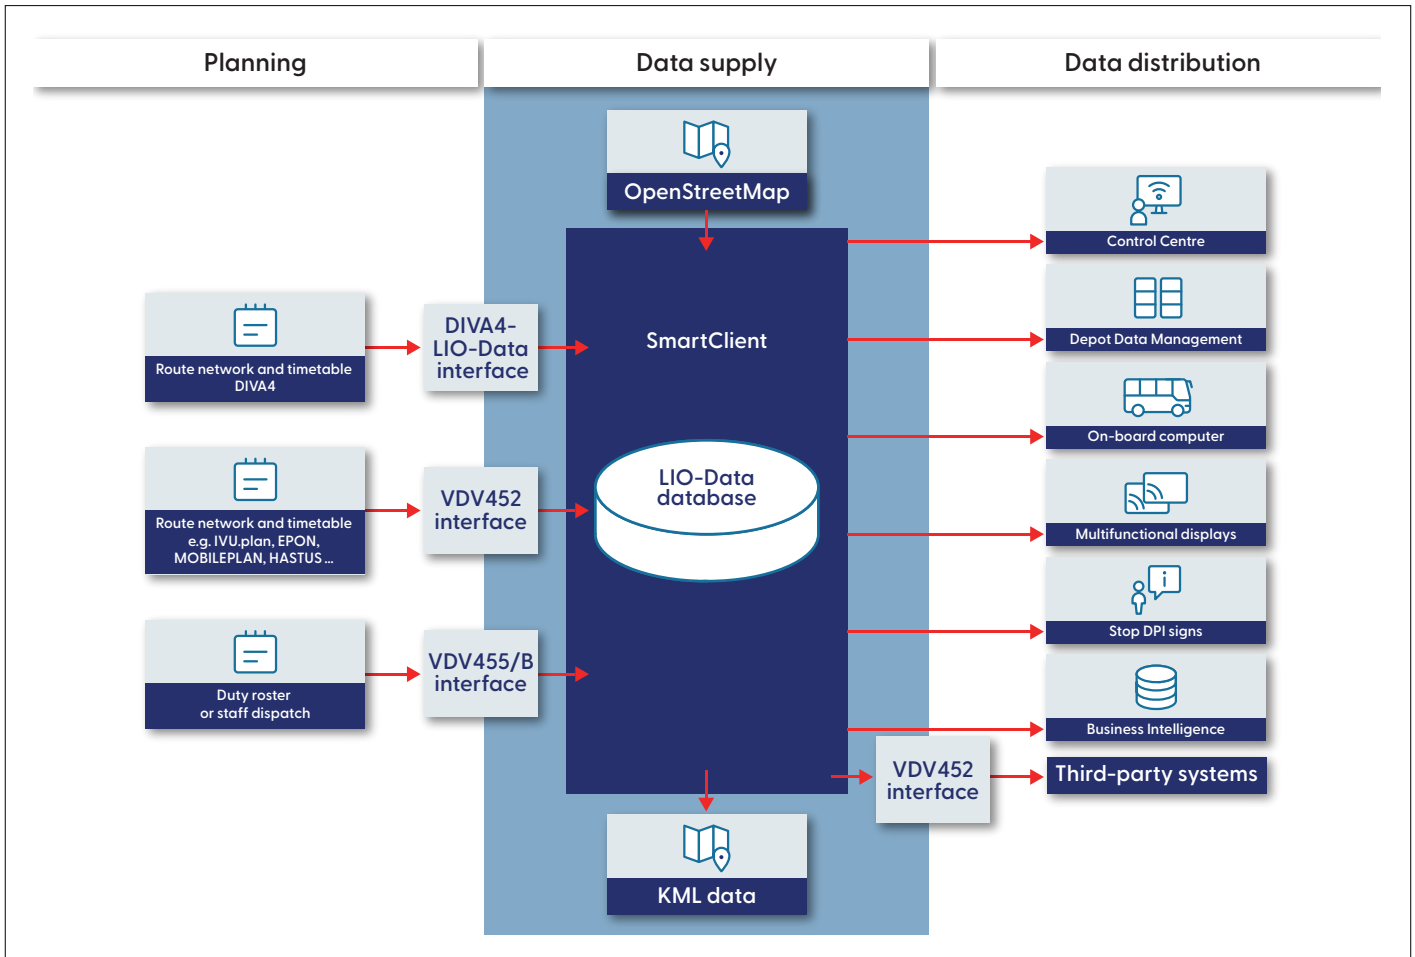 Planning
Data supply
Data distribution
OpenStreetMap
Control Centre
Depot Data Management
Route network and timetable
DIVA4
DIVA4-
LIO-Data
interface
SmartClient
On-board computer
Route network and timetable
e.g. IVU.plan, EPON,
MOBILEPLAN, HASTUS ...
VDV452
interface
LIO-Data
database
Multifunctional displays
Stop DPI signs
Duty roster
or staff dispatch
VDV455/B
interface
Business Intelligence
VDV452
interface
Third-party systems
KML data